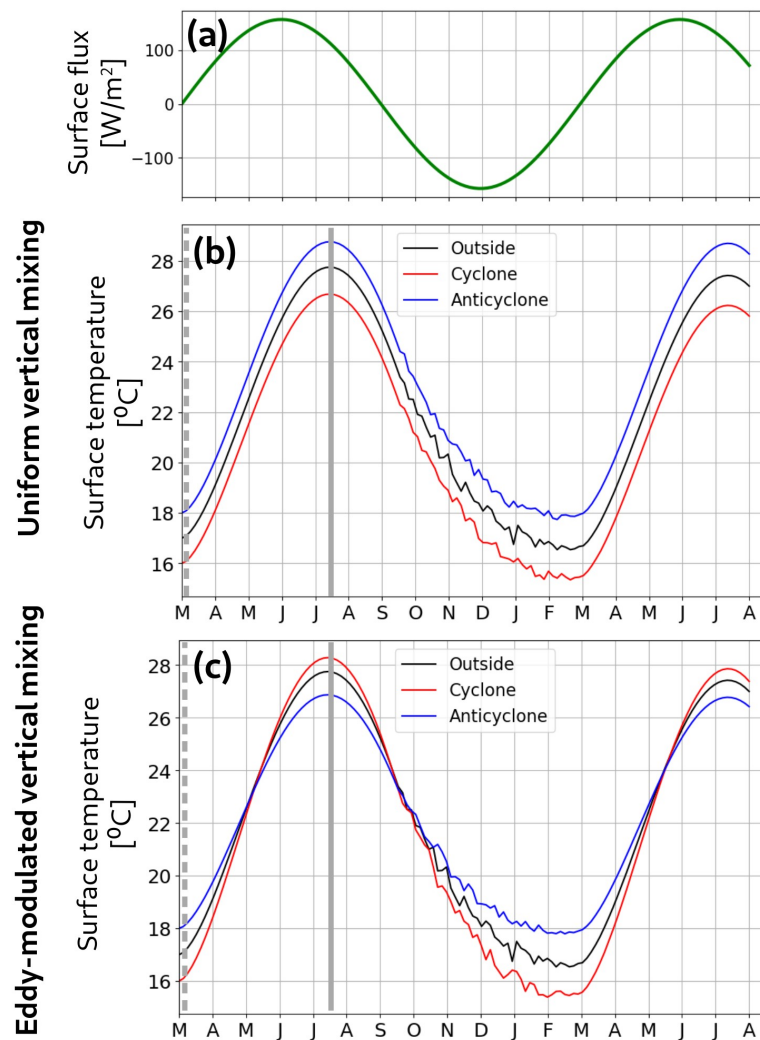 (a)
Surface flux
[W/m²]
100
0
−100
Uniform vertical mixing
(b)
Surface temperature
[⁰C]
Outside
Cyclone
Anticyclone
28
26
24
22
20
18
16
M A M J J A S O N D J F M A M J J A
Eddy-modulated vertical mixing
(c)
Surface temperature
[⁰C]
Outside
Cyclone
Anticyclone
28
26
24
22
20
18
16
M A M J J A S O N D J F M A M J J A